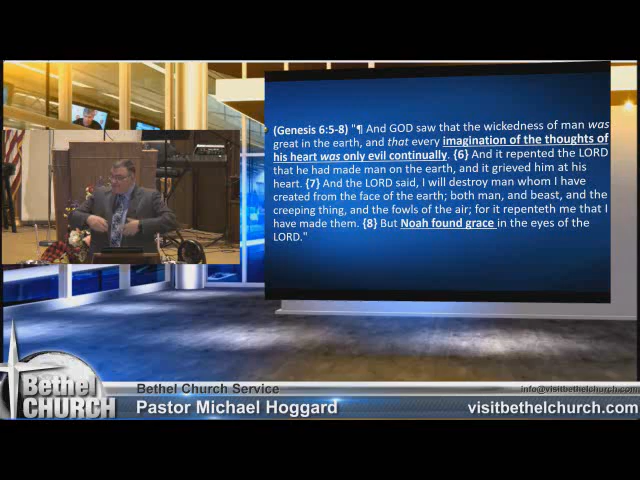 (Genesis 6:5-8) "¶ And GOD saw that the wickedness of man was
great in the earth, and that every imagination of the thoughts of
his heart was only evil continually. {6} And it repented the LORD
that he had made man on the earth, and it grieved him at his
heart. {7} And the LORD said, I will destroy man whom I have
created from the face of the earth; both man, and beast, and the
creeping thing, and the fowls of the air; for it repenteth me that I
have made them. {8} But Noah found grace in the eyes of the
LORD."
Bethel
CHURCH
Bethel Church Service
info@visitbethelchurch.com
Pastor Michael Hoggard
visitbethelchurch.com